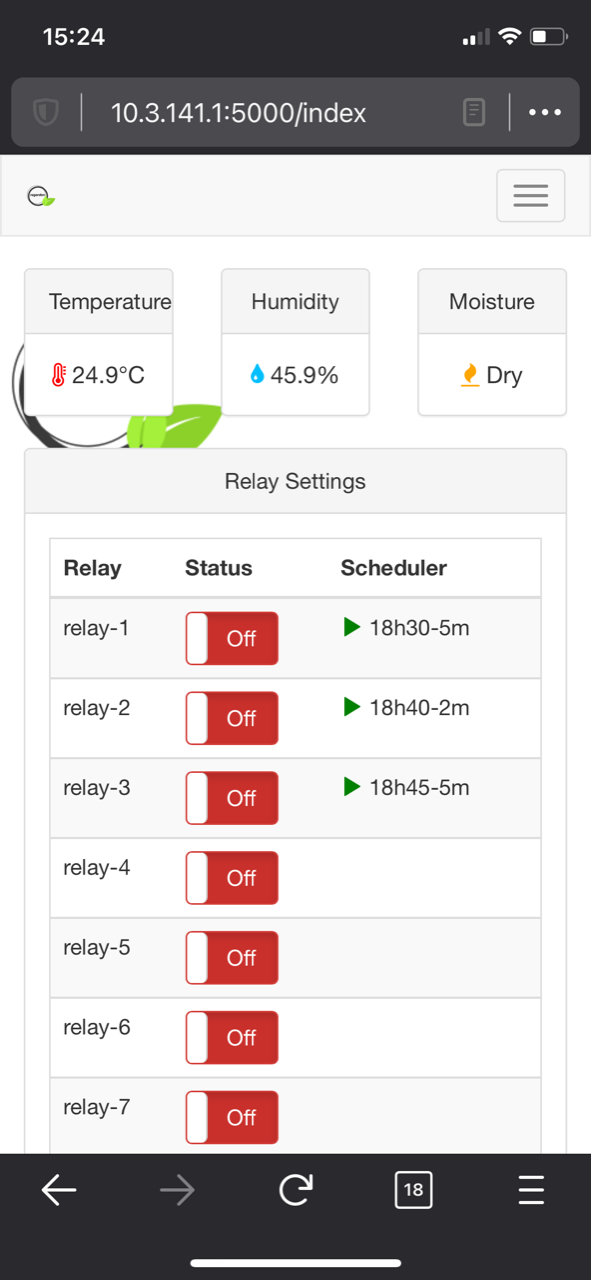 15:24
10.3.141.1:5000/index
Temperature Humidity Moisture
24.9°C 45.9% Dry
Relay Settings
Relay Status Scheduler
relay-1 Off 18h30-5m
relay-2 Off 18h40-2m
relay-3 Off 18h45-5m
relay-4 Off
relay-5 Off
relay-6 Off
relay-7 Off
18